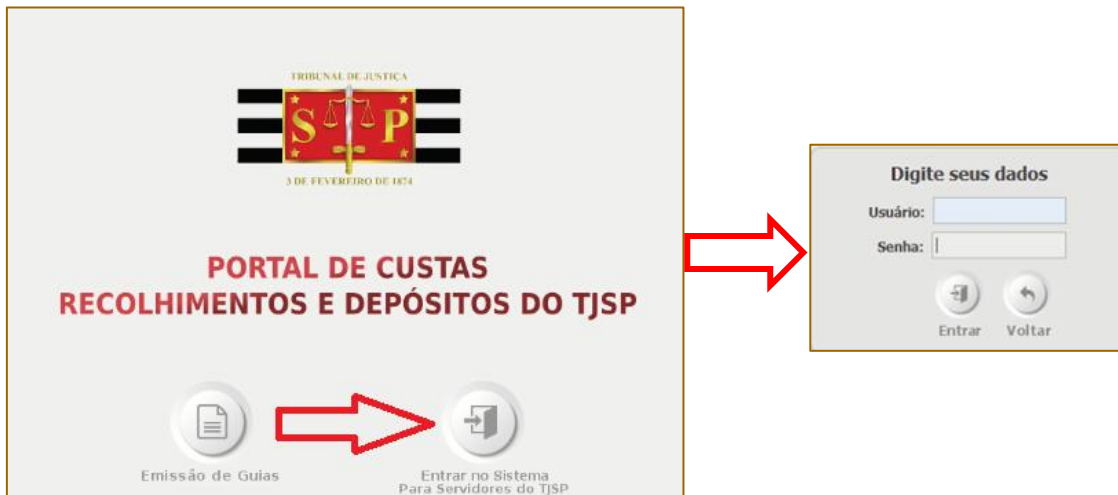 TRIBUNAL DE JUSTIÇA
S P
3 DE FEVEREIRO DE 1874
PORTAL DE CUSTAS
RECOLHIMENTOS E DEPÓSITOS DO TJSP
Emissão de Guias
Entrar no Sistema
Para Servidores do TJSP
Digite seus dados
Usuário:
Senha:
Entrar Voltar